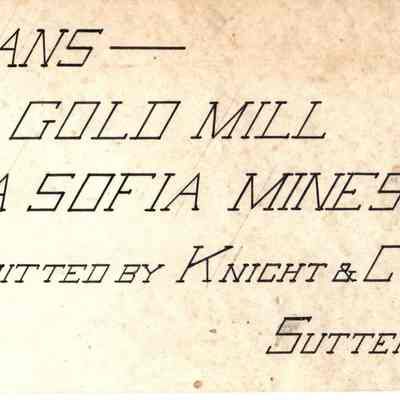 ANS —
GOLD MILL
A SOFIA MINES
ITTED BY KNIGHT & C
SUTTER